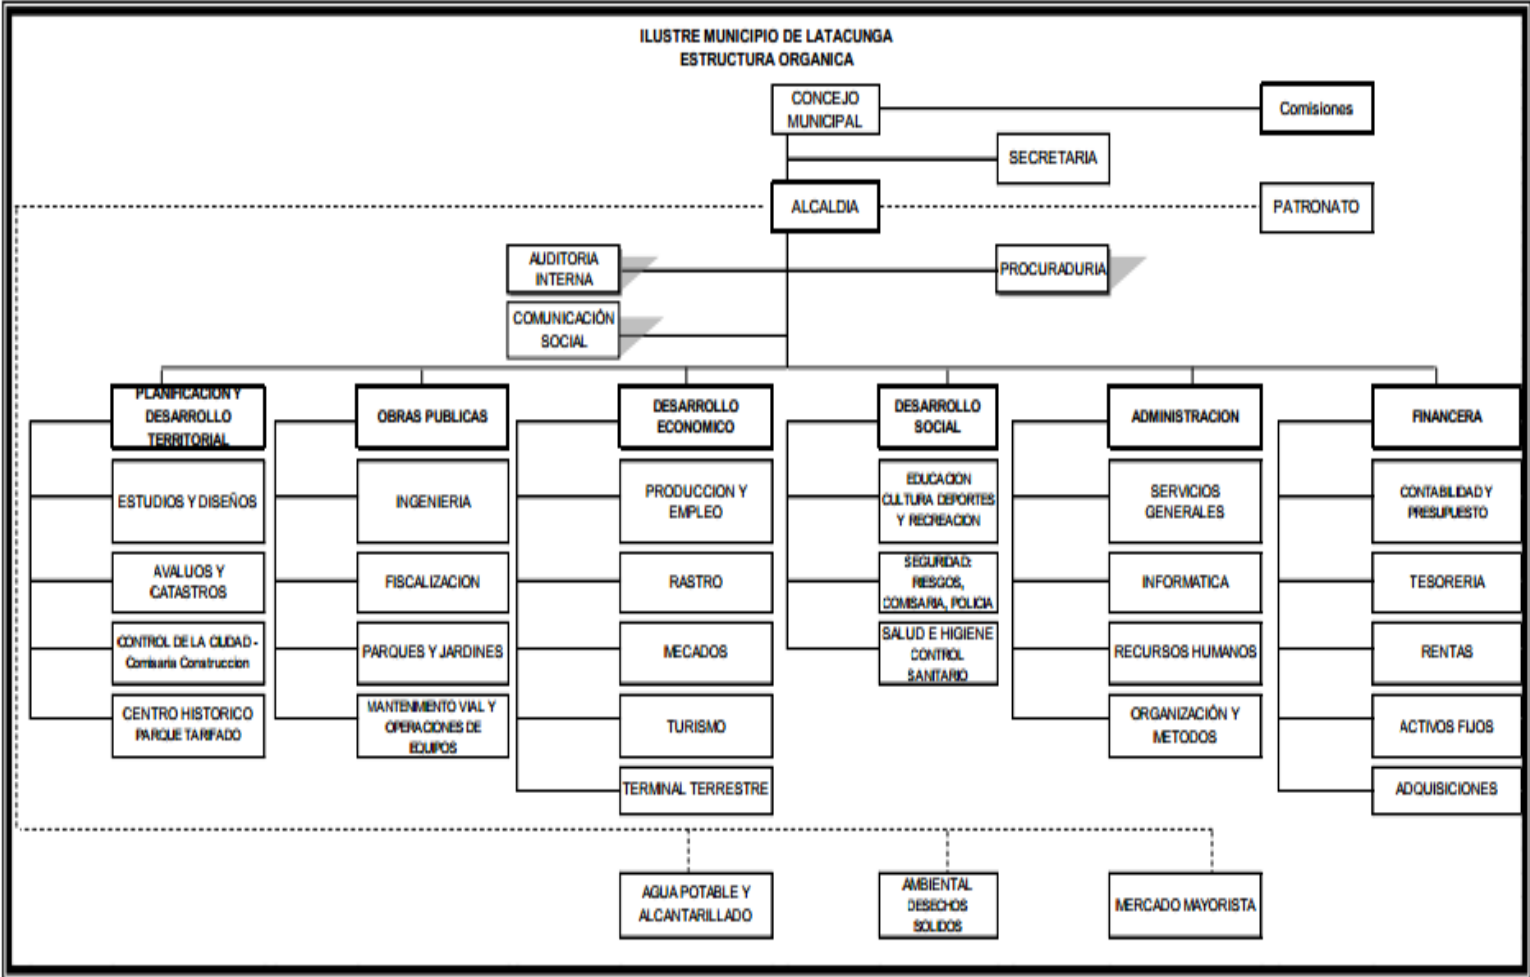 ILUSTRE MUNICIPIO DE LATACUNGA
ESTRUCTURA ORGANICA
CONCEJO
MUNICIPAL
Comisiones
SECRETARIA
ALCALDIA
PATRONATO
AUDITORIA
INTERNA
PROCURADURIA
COMUNICACIÓN
SOCIAL
PLANIFICACION Y
DESARROLLO
TERRITORIAL
OBRAS PUBLICAS
DESARROLLO
ECONOMICO
DESARROLLO
SOCIAL
ADMINISTRACION
FINANCERA
ESTUDIOS Y DISEÑOS
INGENIERIA
PRODUCCION Y
EMPLEO
EDUCACION
CULTURA DEPORTES
Y RECREACION
SERVICIOS
GENERALES
CONTABILIDAD Y
PRESUPUESTO
AVALUOS Y
CATASTROS
FISCALIZACION
RASTRO
SEGURIDAD:
RIESGOS,
COMISARIA, POLICIA
INFORMATICA
TESORERIA
CONTROL DE LA CIUDAD -
Comisaria Construccion
PARQUES Y JARDINES
MECADOS
SALUD E HIGIENE
CONTROL
SANITARIO
RECURSOS HUMANOS
RENTAS
CENTRO HISTORICO
PARQUE TARIFADO
MANTENIMIENTO VIAL Y
OPERACIONES DE
EQUIPOS
TURISMO
ORGANIZACIÓN Y
METODOS
ACTIVOS FIJOS
TERMINAL TERRESTRE
ADQUISICIONES
AGUA POTABLE Y
ALCANTARILLADO
AMBIENTAL
DESECHOS
SOLIDOS
MERCADO MAYORISTA